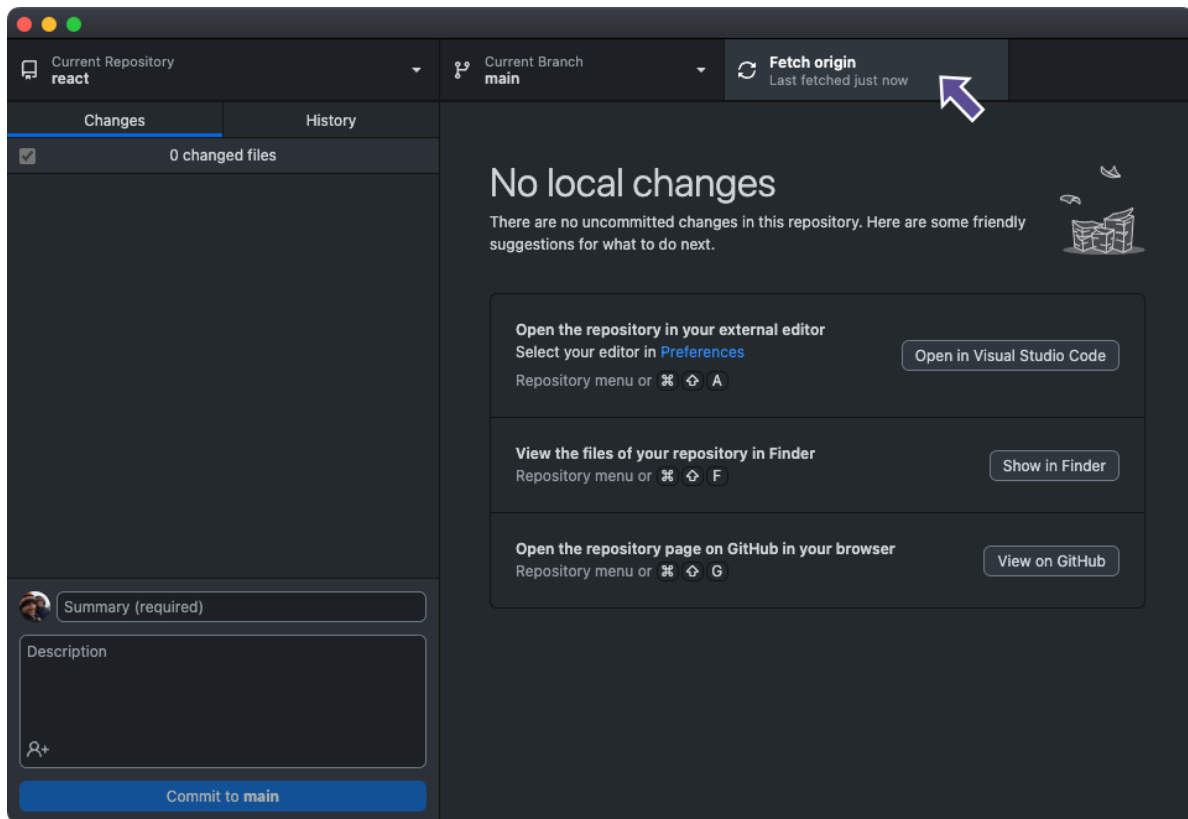 Current Repository
react
Current Branch
main
Fetch origin
Last fetched just now
Changes
History
0 changed files
No local changes
There are no uncommitted changes in this repository. Here are some friendly
suggestions for what to do next.
Open the repository in your external editor
Select your editor in Preferences
Repository menu or ⌘ ⇧ A
Open in Visual Studio Code
View the files of your repository in Finder
Repository menu or ⌘ ⇧ F
Show in Finder
Open the repository page on GitHub in your browser
Repository menu or ⌘ ⇧ G
View on GitHub
Summary (required)
Description
Commit to main